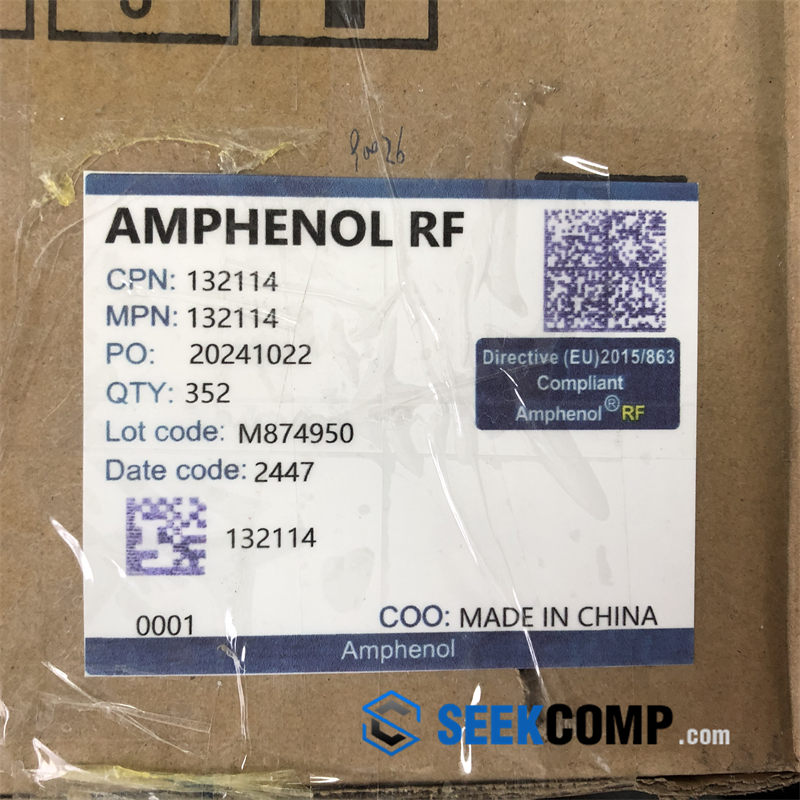 AMPHENOL RF
CPN: 132114
MPN: 132114
PO: 20241022
QTY: 352
Lot code: M874950
Date code: 2447
Directive (EU)2015/863
Compliant
Amphenol® RF
132114
0001
COO: MADE IN CHINA
Amphenol
SEEKCOMP.com